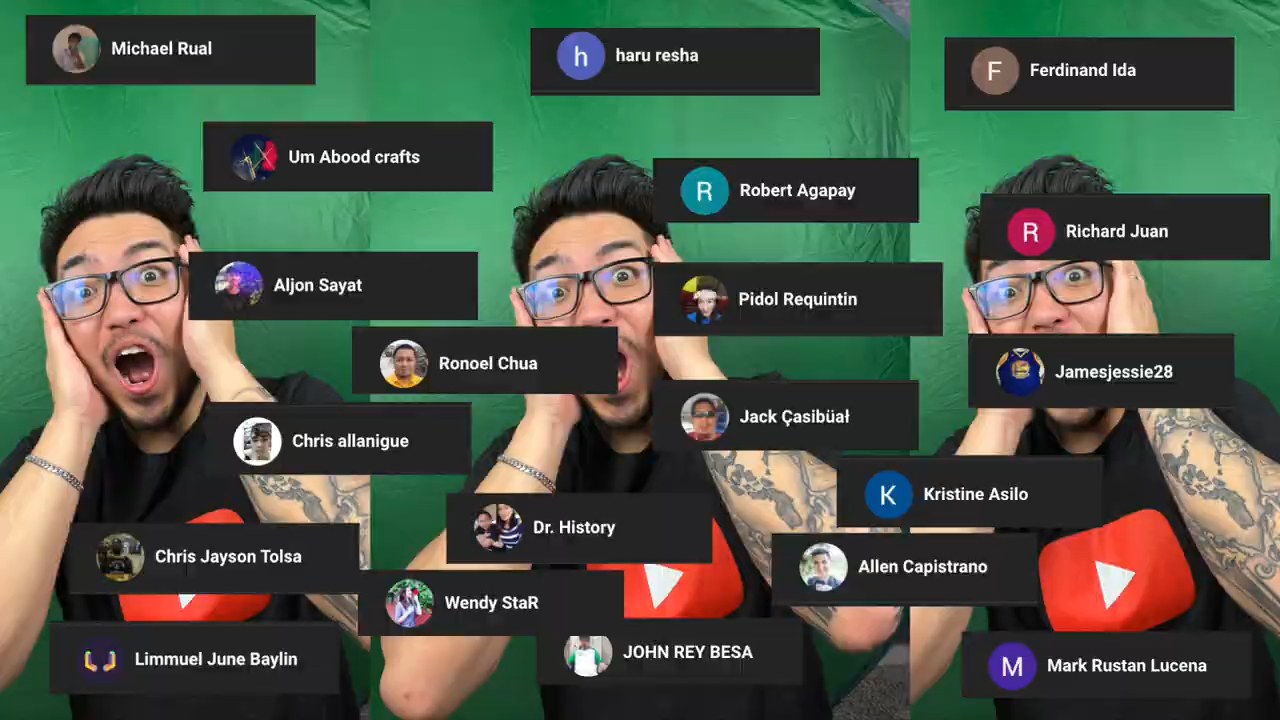 Michael Rual
h haru resha
F Ferdinand Ida
Um Abood crafts
R Robert Agapay
R Richard Juan
Aljon Sayat
Pidol Requintin
Ronoel Chua
Jamesjessie28
Jack Çasibüał
Chris allanigue
K Kristine Asilo
Dr. History
Chris Jayson Tolsa
Allen Capistrano
Wendy StaR
JOHN REY BESA
Limmuel June Baylin
M Mark Rustan Lucena